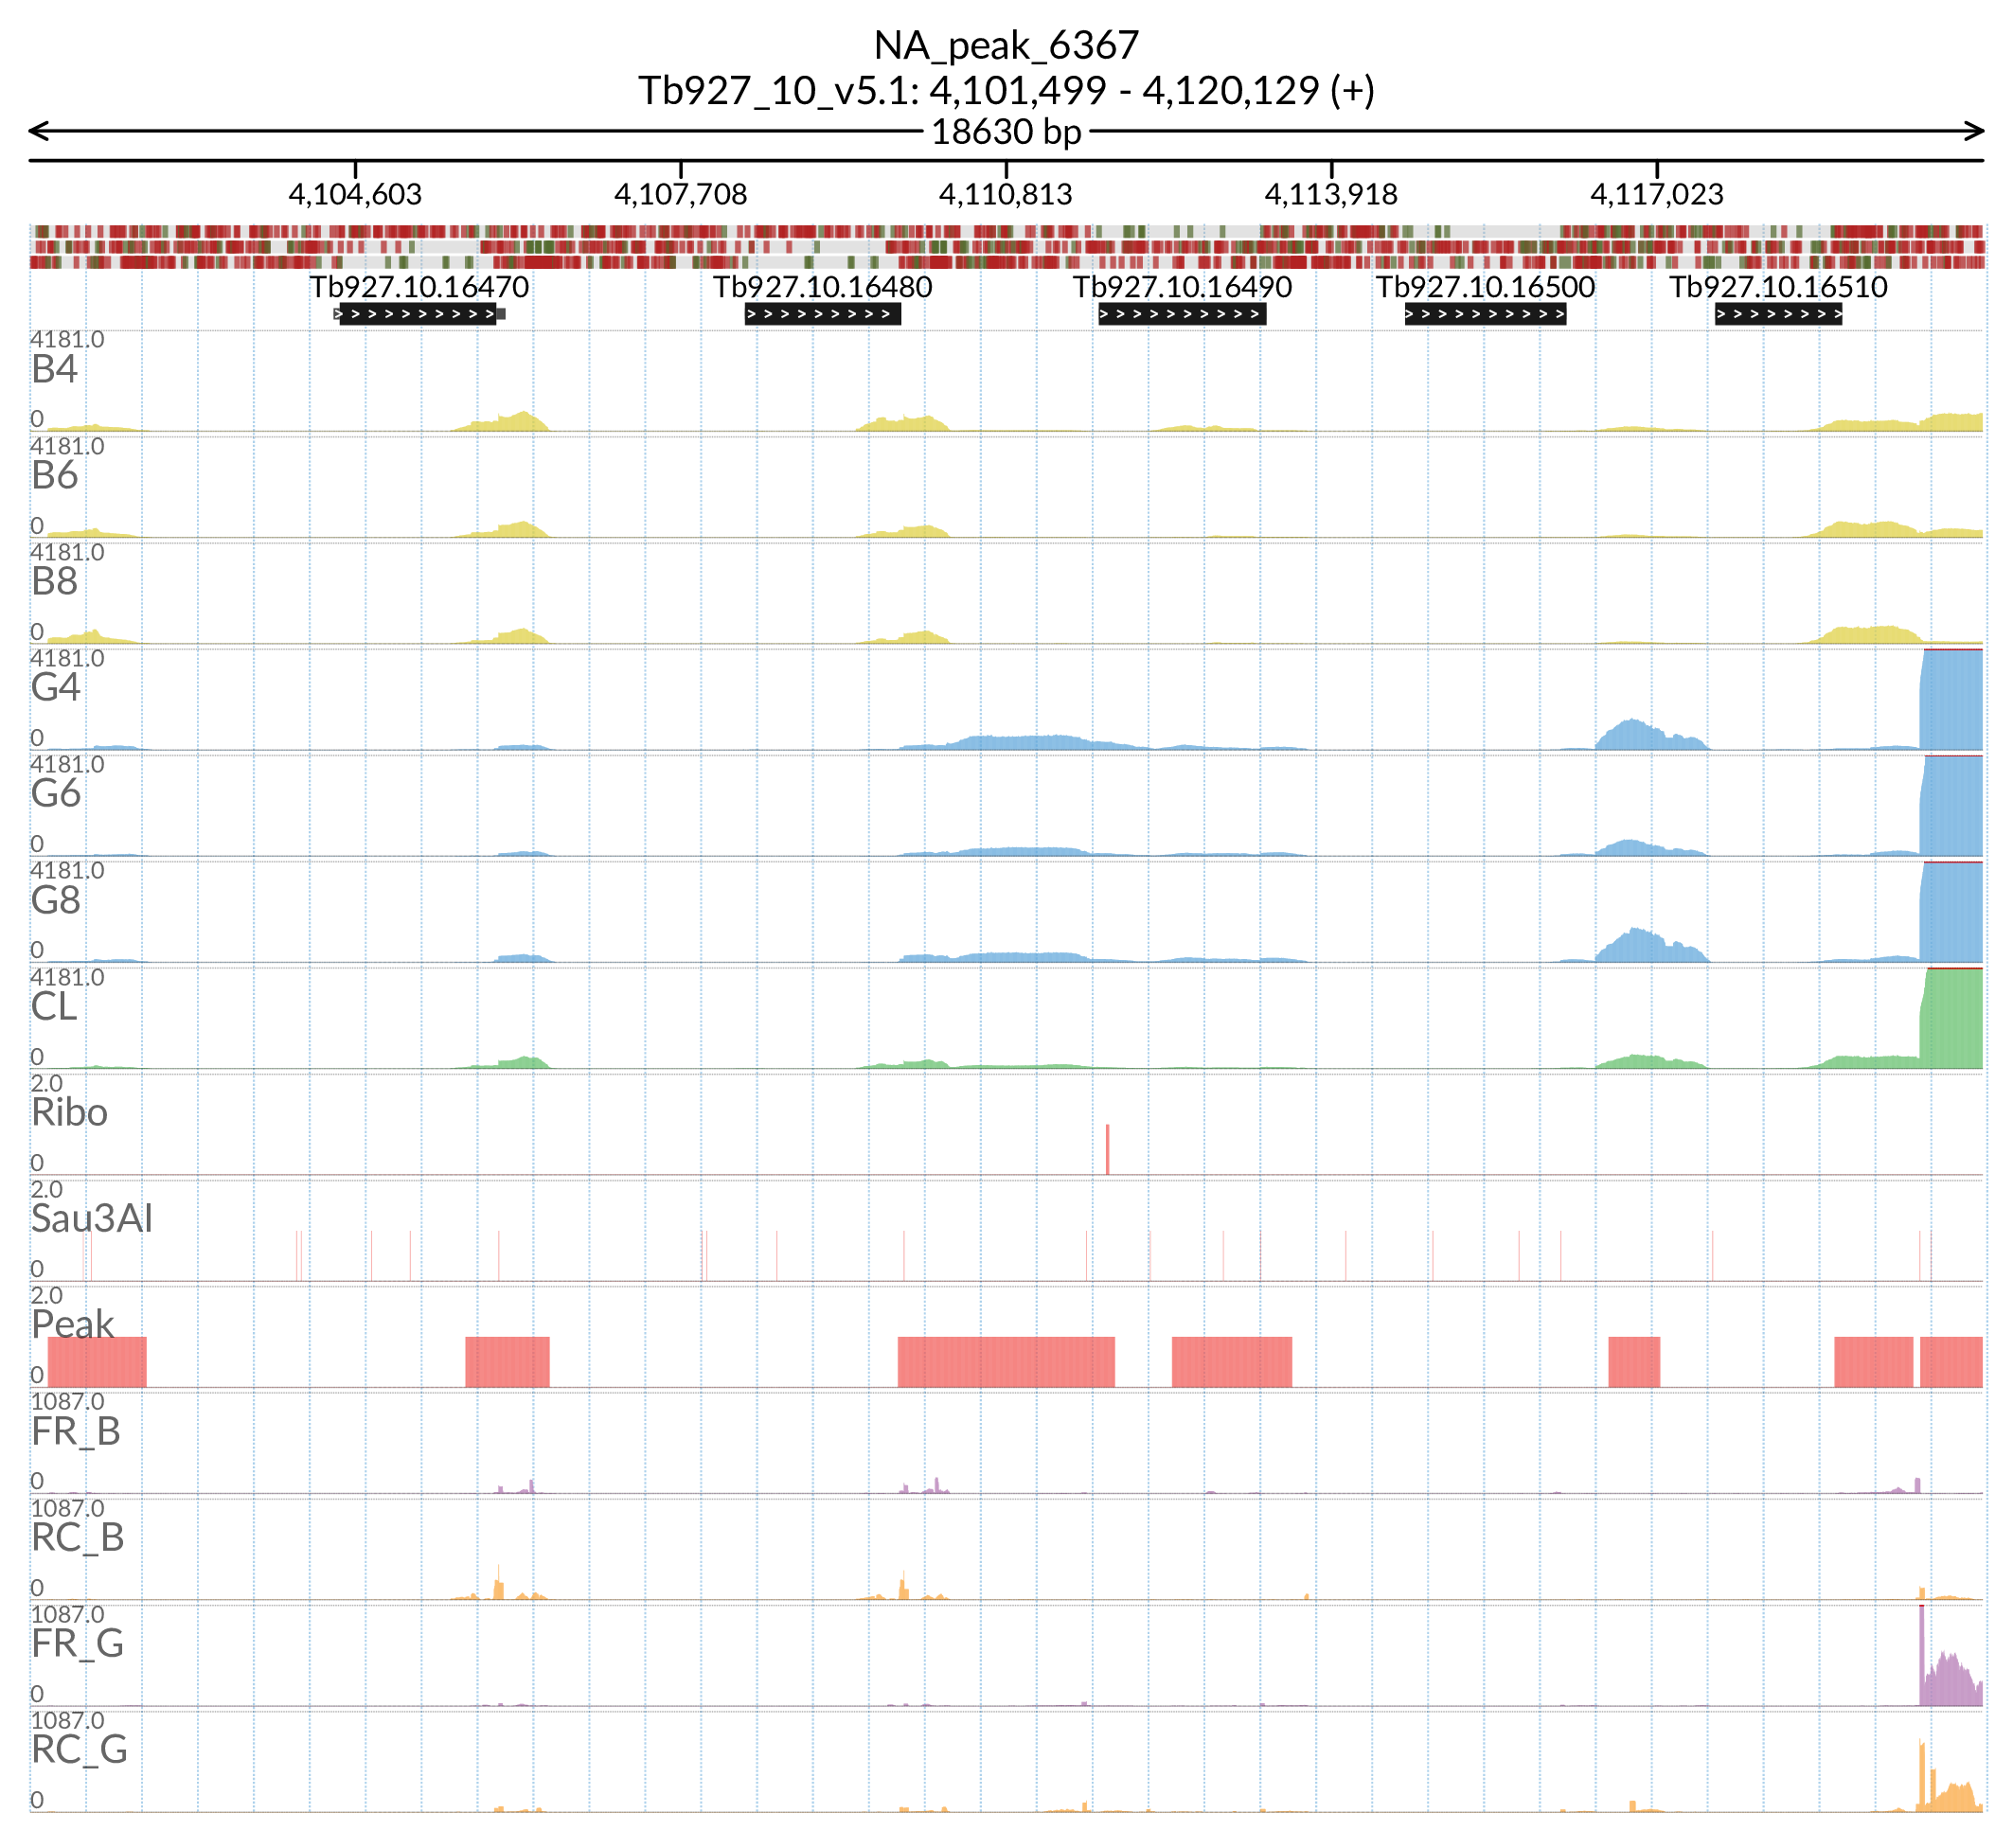 NA_peak_6367
Tb927_10_v5.1: 4,101,499 - 4,120,129 (+)
18630 bp
4,104,603 4,107,708 4,110,813 4,113,918 4,117,023
Tb927.10.16470 Tb927.10.16480 Tb927.10.16490 Tb927.10.16500 Tb927.10.16510
4181.0
B4
0
4181.0
B6
0
4181.0
B8
0
4181.0
G4
0
4181.0
G6
0
4181.0
G8
0
4181.0
CL
0
2.0
Ribo
0
2.0
Sau3AI
0
2.0
Peak
0
1087.0
FR_B
0
1087.0
RC_B
0
1087.0
FR_G
0
1087.0
RC_G
0